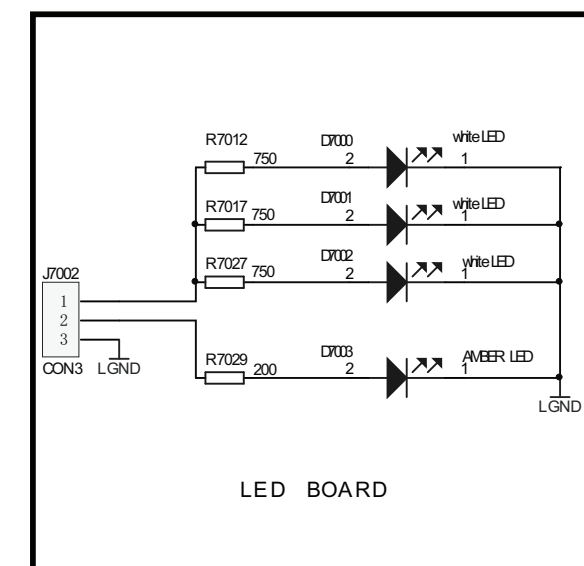 R7012 750 D7000 2 white LED 1
R7017 750 D7001 2 white LED 1
R7027 750 D7002 2 white LED 1
J7002
1
2
3
CON3 LGND
R7029 200 D7003 2 AMBER LED 1
LGND
LED BOARD